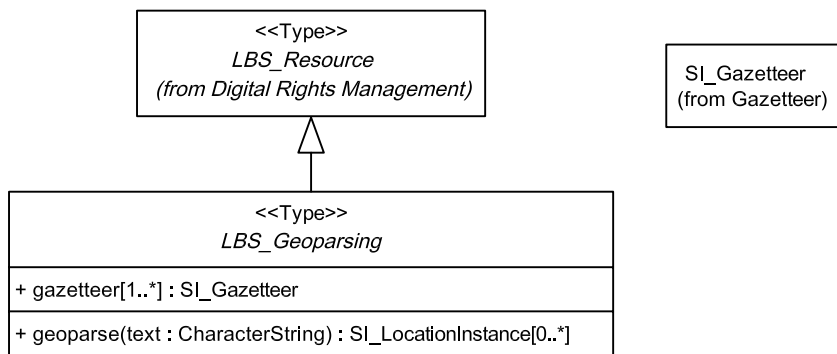 <<Type>>
LBS_Resource
(from Digital Rights Management)
SI_Gazetteer
(from Gazetteer)
<<Type>>
LBS_Geoparsing
+ gazetteer[1..*] : SI_Gazetteer
+ geoparse(text : CharacterString) : SI_LocationInstance[0..*]